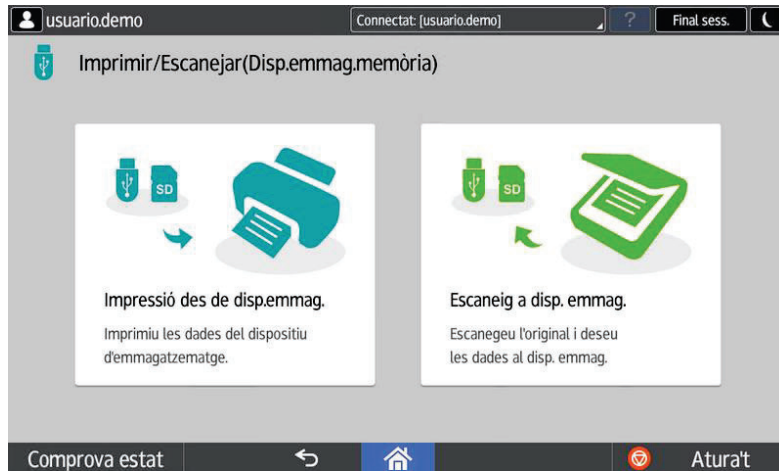 usuario.demo
Connectat: [usuario.demo]
?
Final sess.
Imprimir/Escanejar(Disp.emmag.memòria)
SD
SD
Impressió des de disp.emmag.
Imprimiu les dades del dispositiu
d'emmagatzematge.
Escaneig a disp. emmag.
Escanegeu l'original i deseu
les dades al disp. emmag.
Comprova estat
Atura't